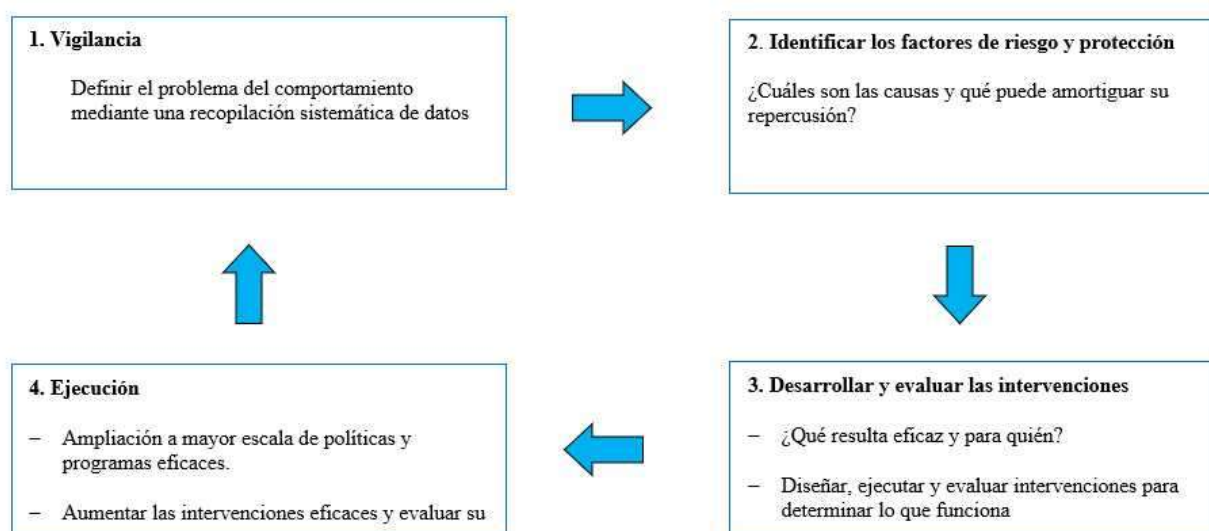 1. Vigilancia
Definir el problema del comportamiento
mediante una recopilación sistemática de datos
2. Identificar los factores de riesgo y protección
¿Cuáles son las causas y qué puede amortiguar su
repercusión?
3. Desarrollar y evaluar las intervenciones
– ¿Qué resulta eficaz y para quién?
– Diseñar, ejecutar y evaluar intervenciones para
determinar lo que funciona
4. Ejecución
– Ampliación a mayor escala de políticas y
programas eficaces.
– Aumentar las intervenciones eficaces y evaluar su